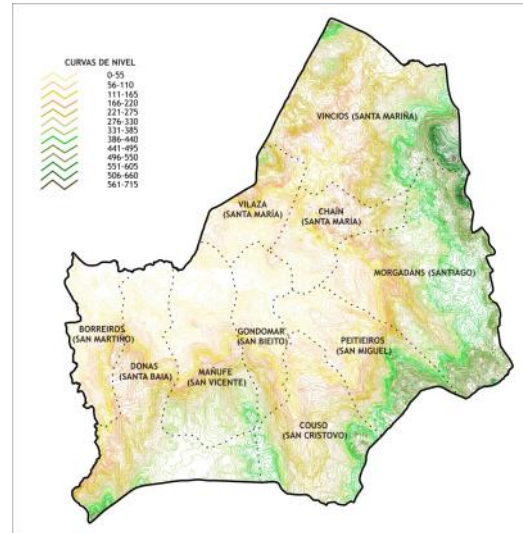 CURVAS DE NIVEL
0-55
56-110
111-165
166-220
221-275
276-330
331-385
386-440
441-495
496-550
551-605
506-660
561-715
VINCIOS (SANTA MARIÑA)
VILAZA
(SANTA MARÍA)
CHAÍN
(SANTA MARÍA)
MORGADANS (SANTIAGO)
BORREIROS
(SAN MARTIÑO)
GONDOMAR
(SAN BIEITO)
PEITIEIROS
(SAN MIGUEL)
DONAS
(SANTA BAIA)
MAÑUFE
(SAN VICENTE)
COUSO
(SAN CRISTOVO)